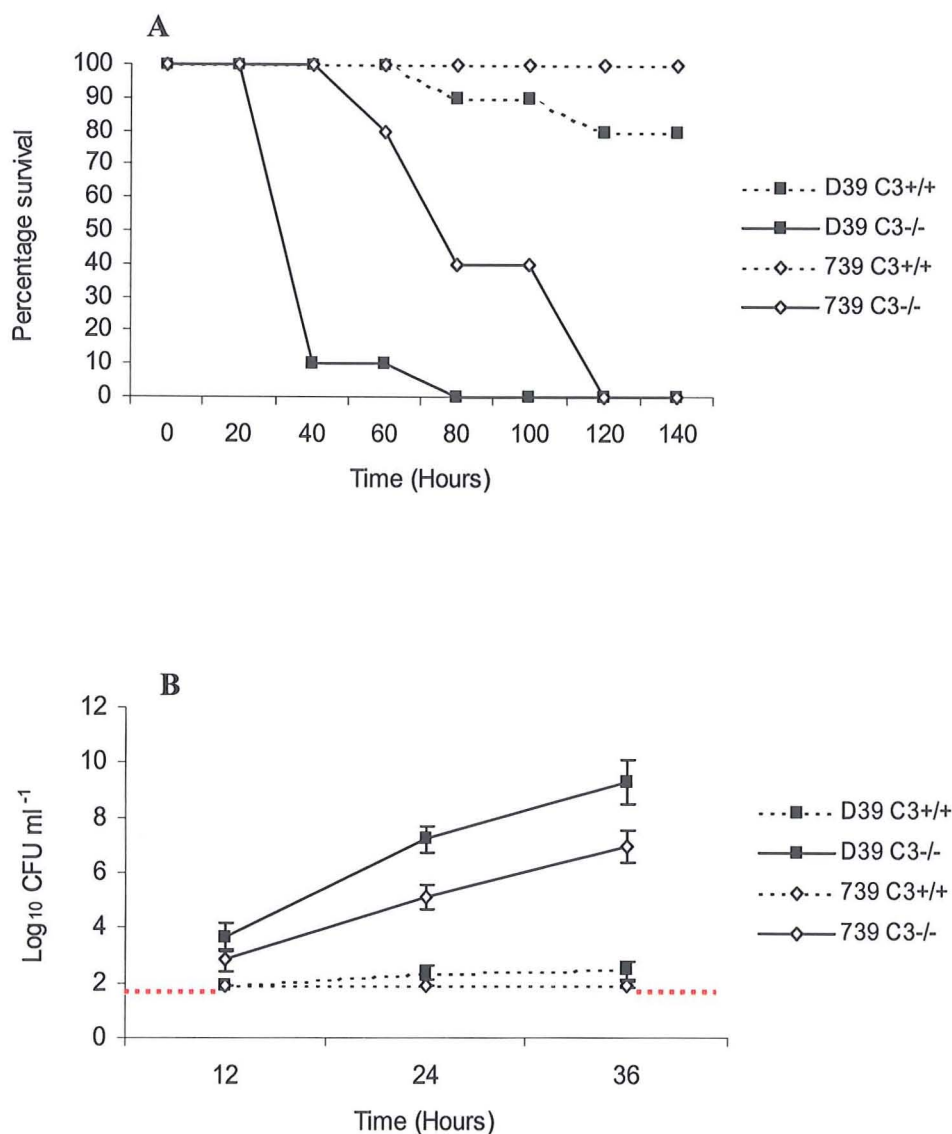 A
Percentage survival
100
90
80
70
60
50
40
30
20
10
0
0 20 40 60 80 100 120 140
Time (Hours)
D39 C3+/+
D39 C3-/-
739 C3+/+
739 C3-/-
B
Log10 CFU ml-1
12
10
8
6
4
2
0
12 24 36
Time (Hours)
D39 C3+/+
D39 C3-/-
739 C3+/+
739 C3-/-